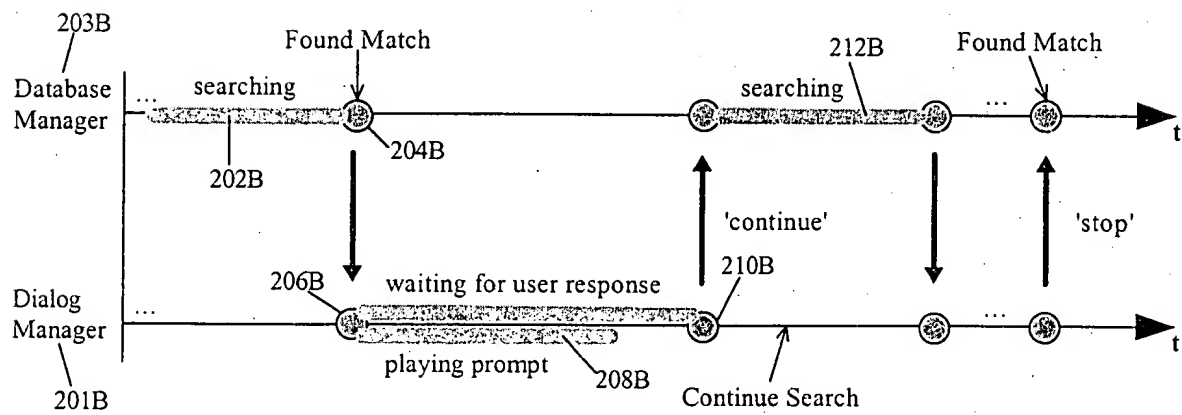 203B
Found Match
212B
Found Match
Database
Manager
...
searching
searching
...
t
202B
204B
'continue'
'stop'
206B
waiting for user response
210B
Dialog
Manager
...
...
t
playing prompt
208B
Continue Search
201B